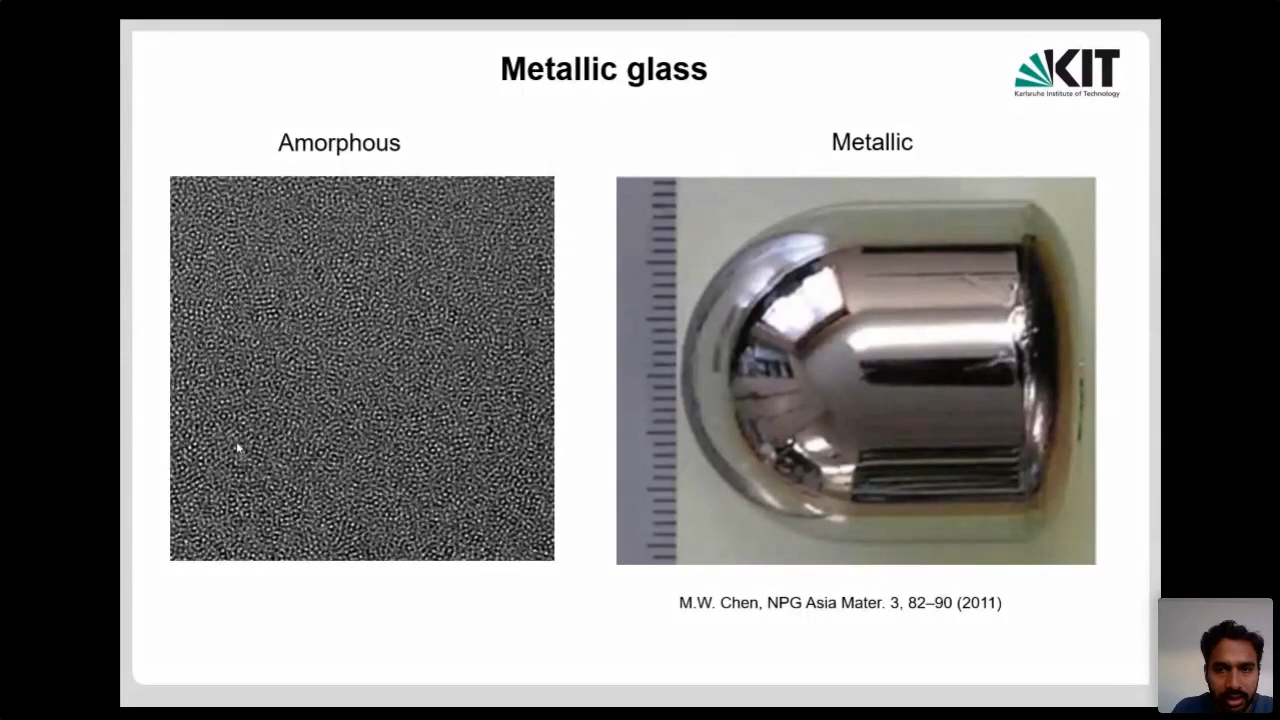 Metallic glass
KIT
Karlsruhe Institute of Technology
Amorphous
Metallic
M.W. Chen, NPG Asia Mater. 3, 82–90 (2011)